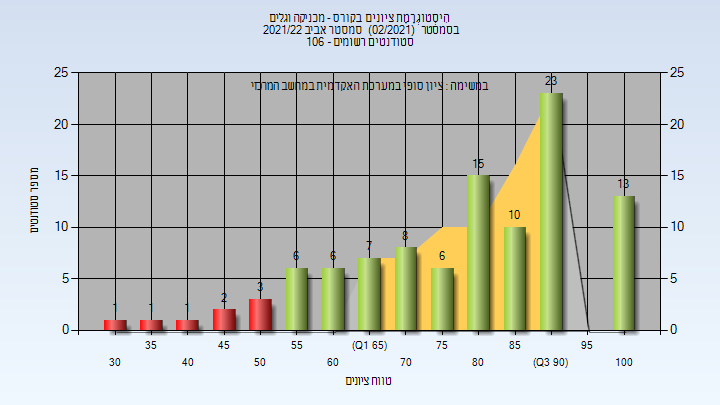 היסטוגרמת ציונים בקורס - מכניקה וגלים
בסמסטר (02/2021) סמסטר אביב 2021/22
סטודנטים רשומים - 106
במשימה : ציון סופי במערכת האקדמית במחשב המרכזי
מספר סטודנטים
25 25
20 20
15 15
10 10
5 5
0 0
1 1 1 2 3 6 6 7 8 6 15 10 23 13
35 45 55 (Q1 65) 75 85 95
30 40 50 60 70 80 (Q3 90) 100
טווח ציונים